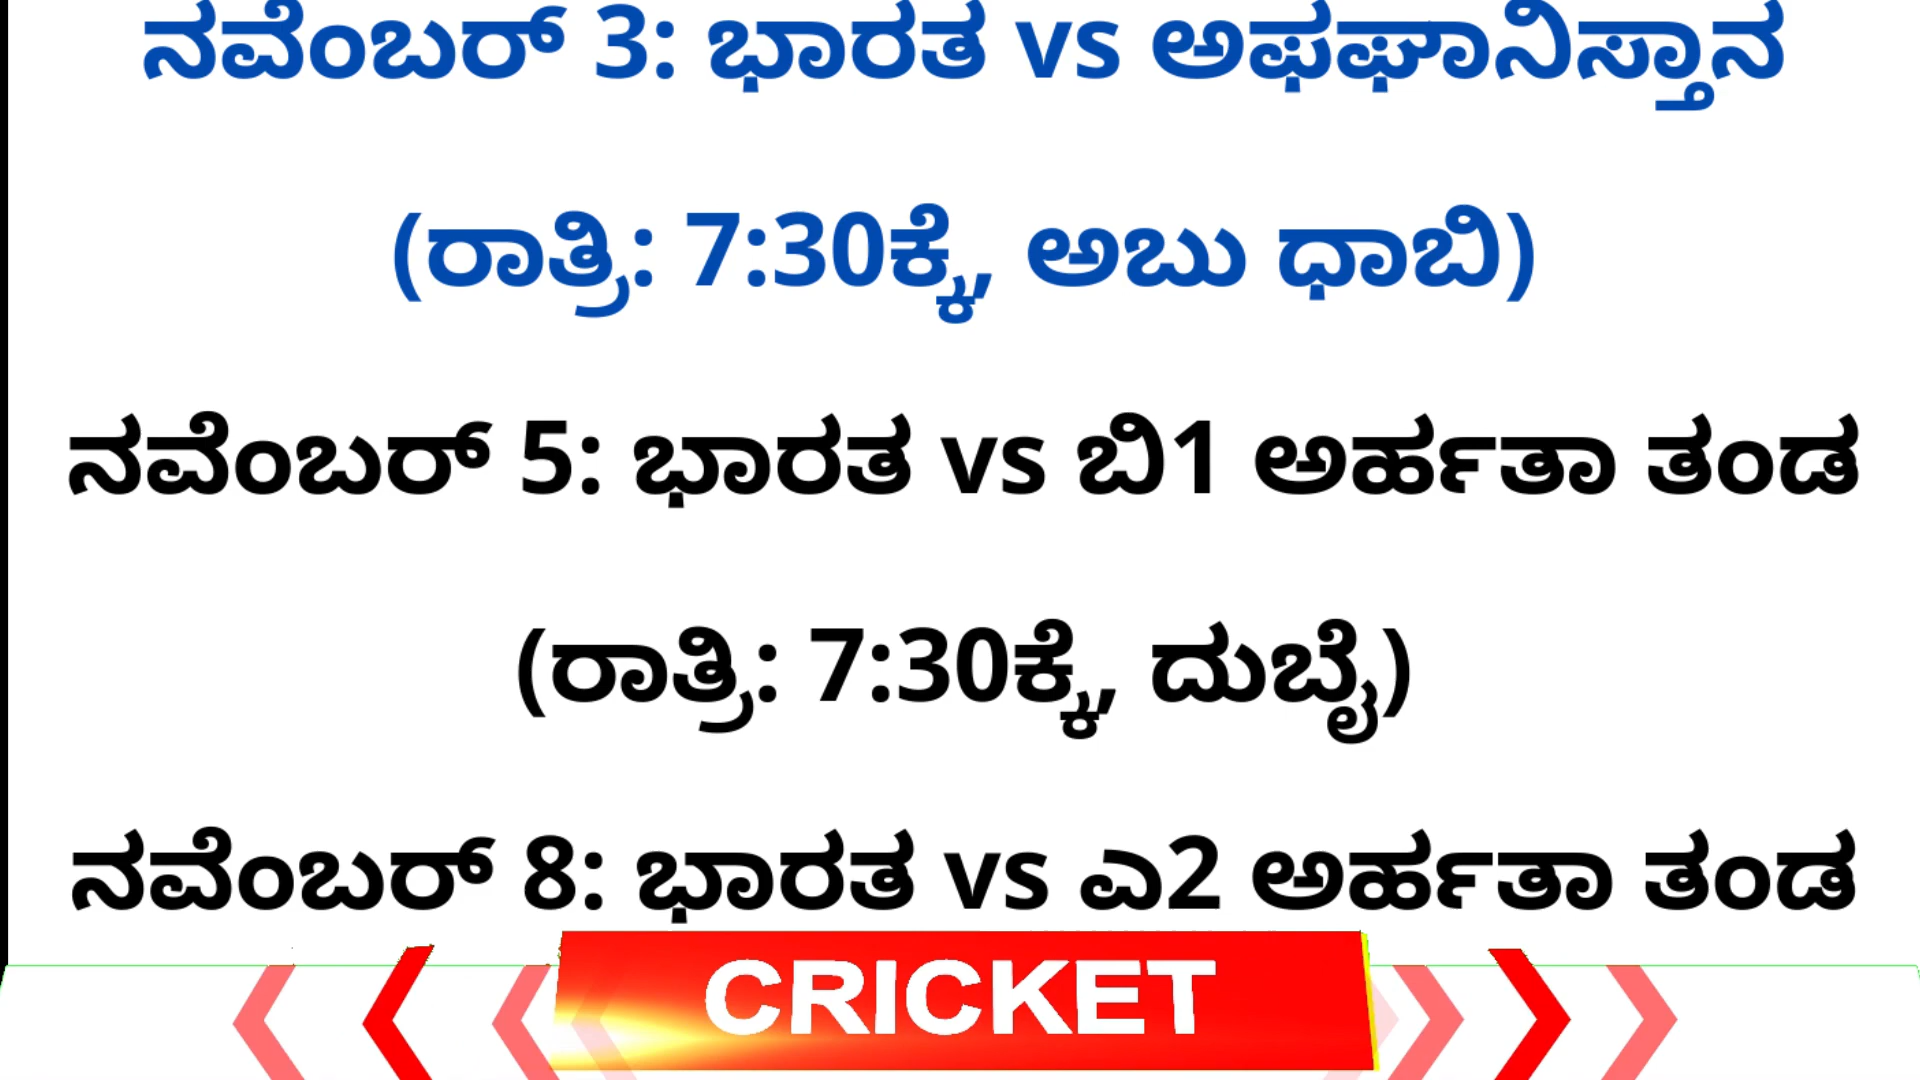 ನವೆಂಬರ್ 3: ಭಾರತ vs ಅಫಘಾನಿಸ್ತಾನ
(ರಾತ್ರಿ: 7:30ಕ್ಕೆ, ಅಬು ಧಾಬಿ)
ನವೆಂಬರ್ 5: ಭಾರತ vs ಬಿ1 ಅರ್ಹತಾ ತಂಡ
(ರಾತ್ರಿ: 7:30ಕ್ಕೆ, ದುಬೈ)
ನವೆಂಬರ್ 8: ಭಾರತ vs ಎ2 ಅರ್ಹತಾ ತಂಡ
CRICKET